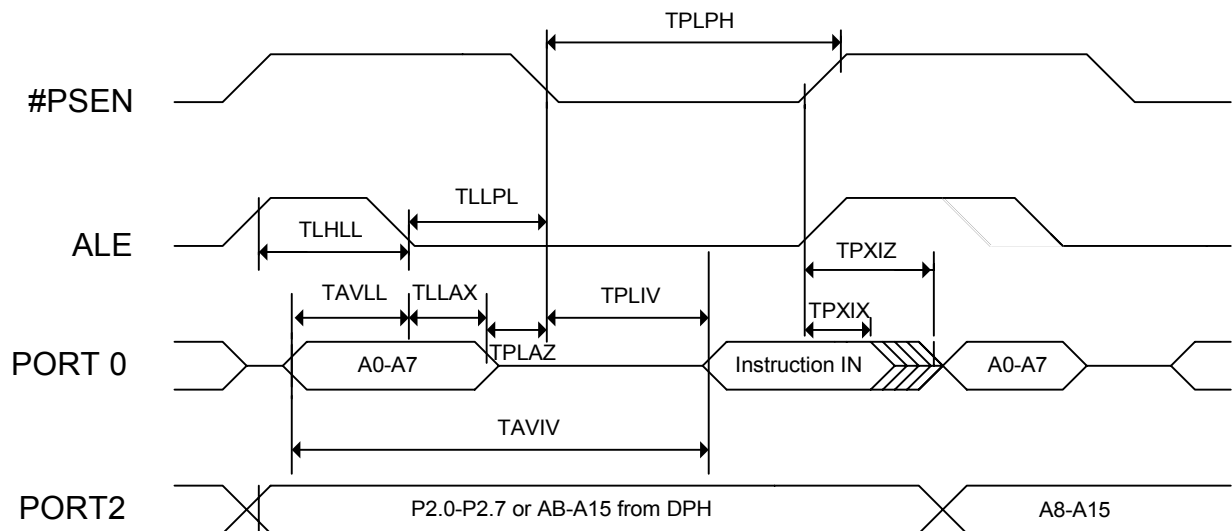 TPLPH
#PSEN
TLLPL
TLHLL
ALE
TPXIZ
TAVLL
TLLAX
TPLIV
TPXIX
TPLAZ
PORT 0
A0-A7
Instruction IN
A0-A7
TAVIV
PORT2
P2.0-P2.7 or AB-A15 from DPH
A8-A15